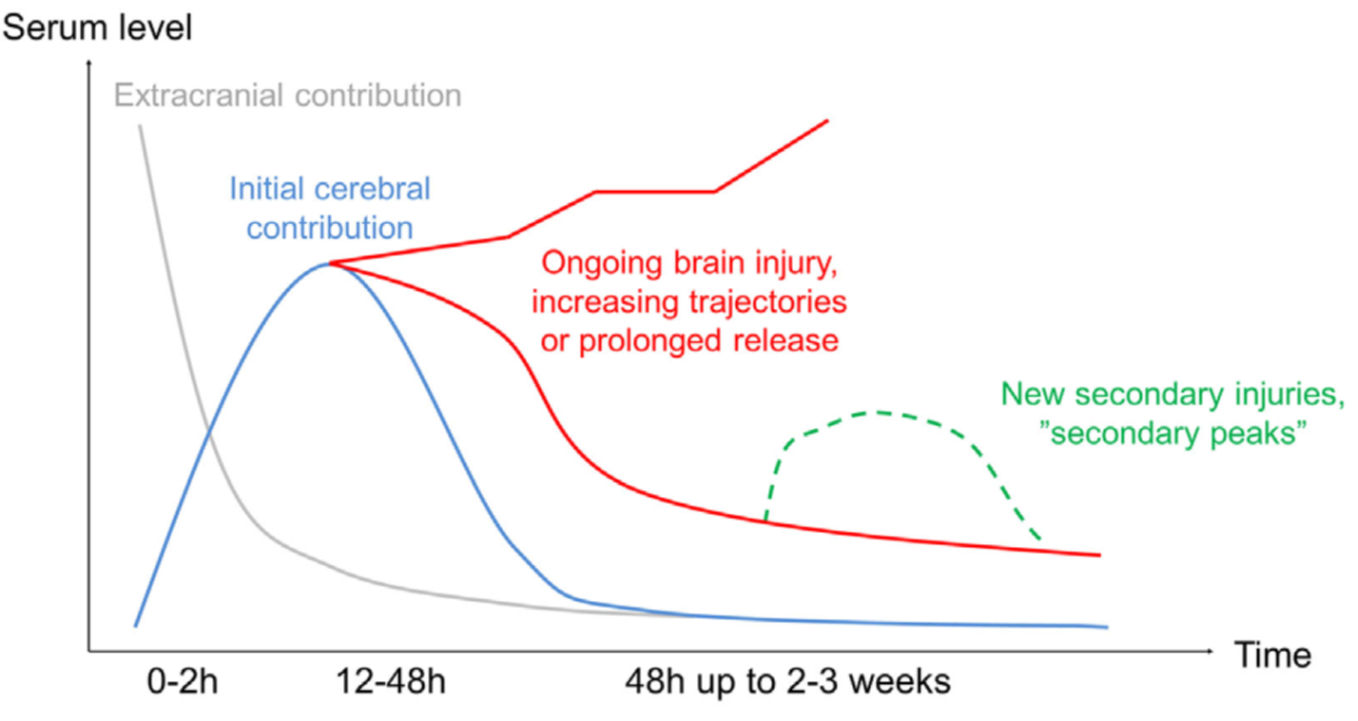 Serum level
Extracranial contribution
Initial cerebral
contribution
Ongoing brain injury,
increasing trajectories
or prolonged release
New secondary injuries,
”secondary peaks”
Time
0-2h
12-48h
48h up to 2-3 weeks